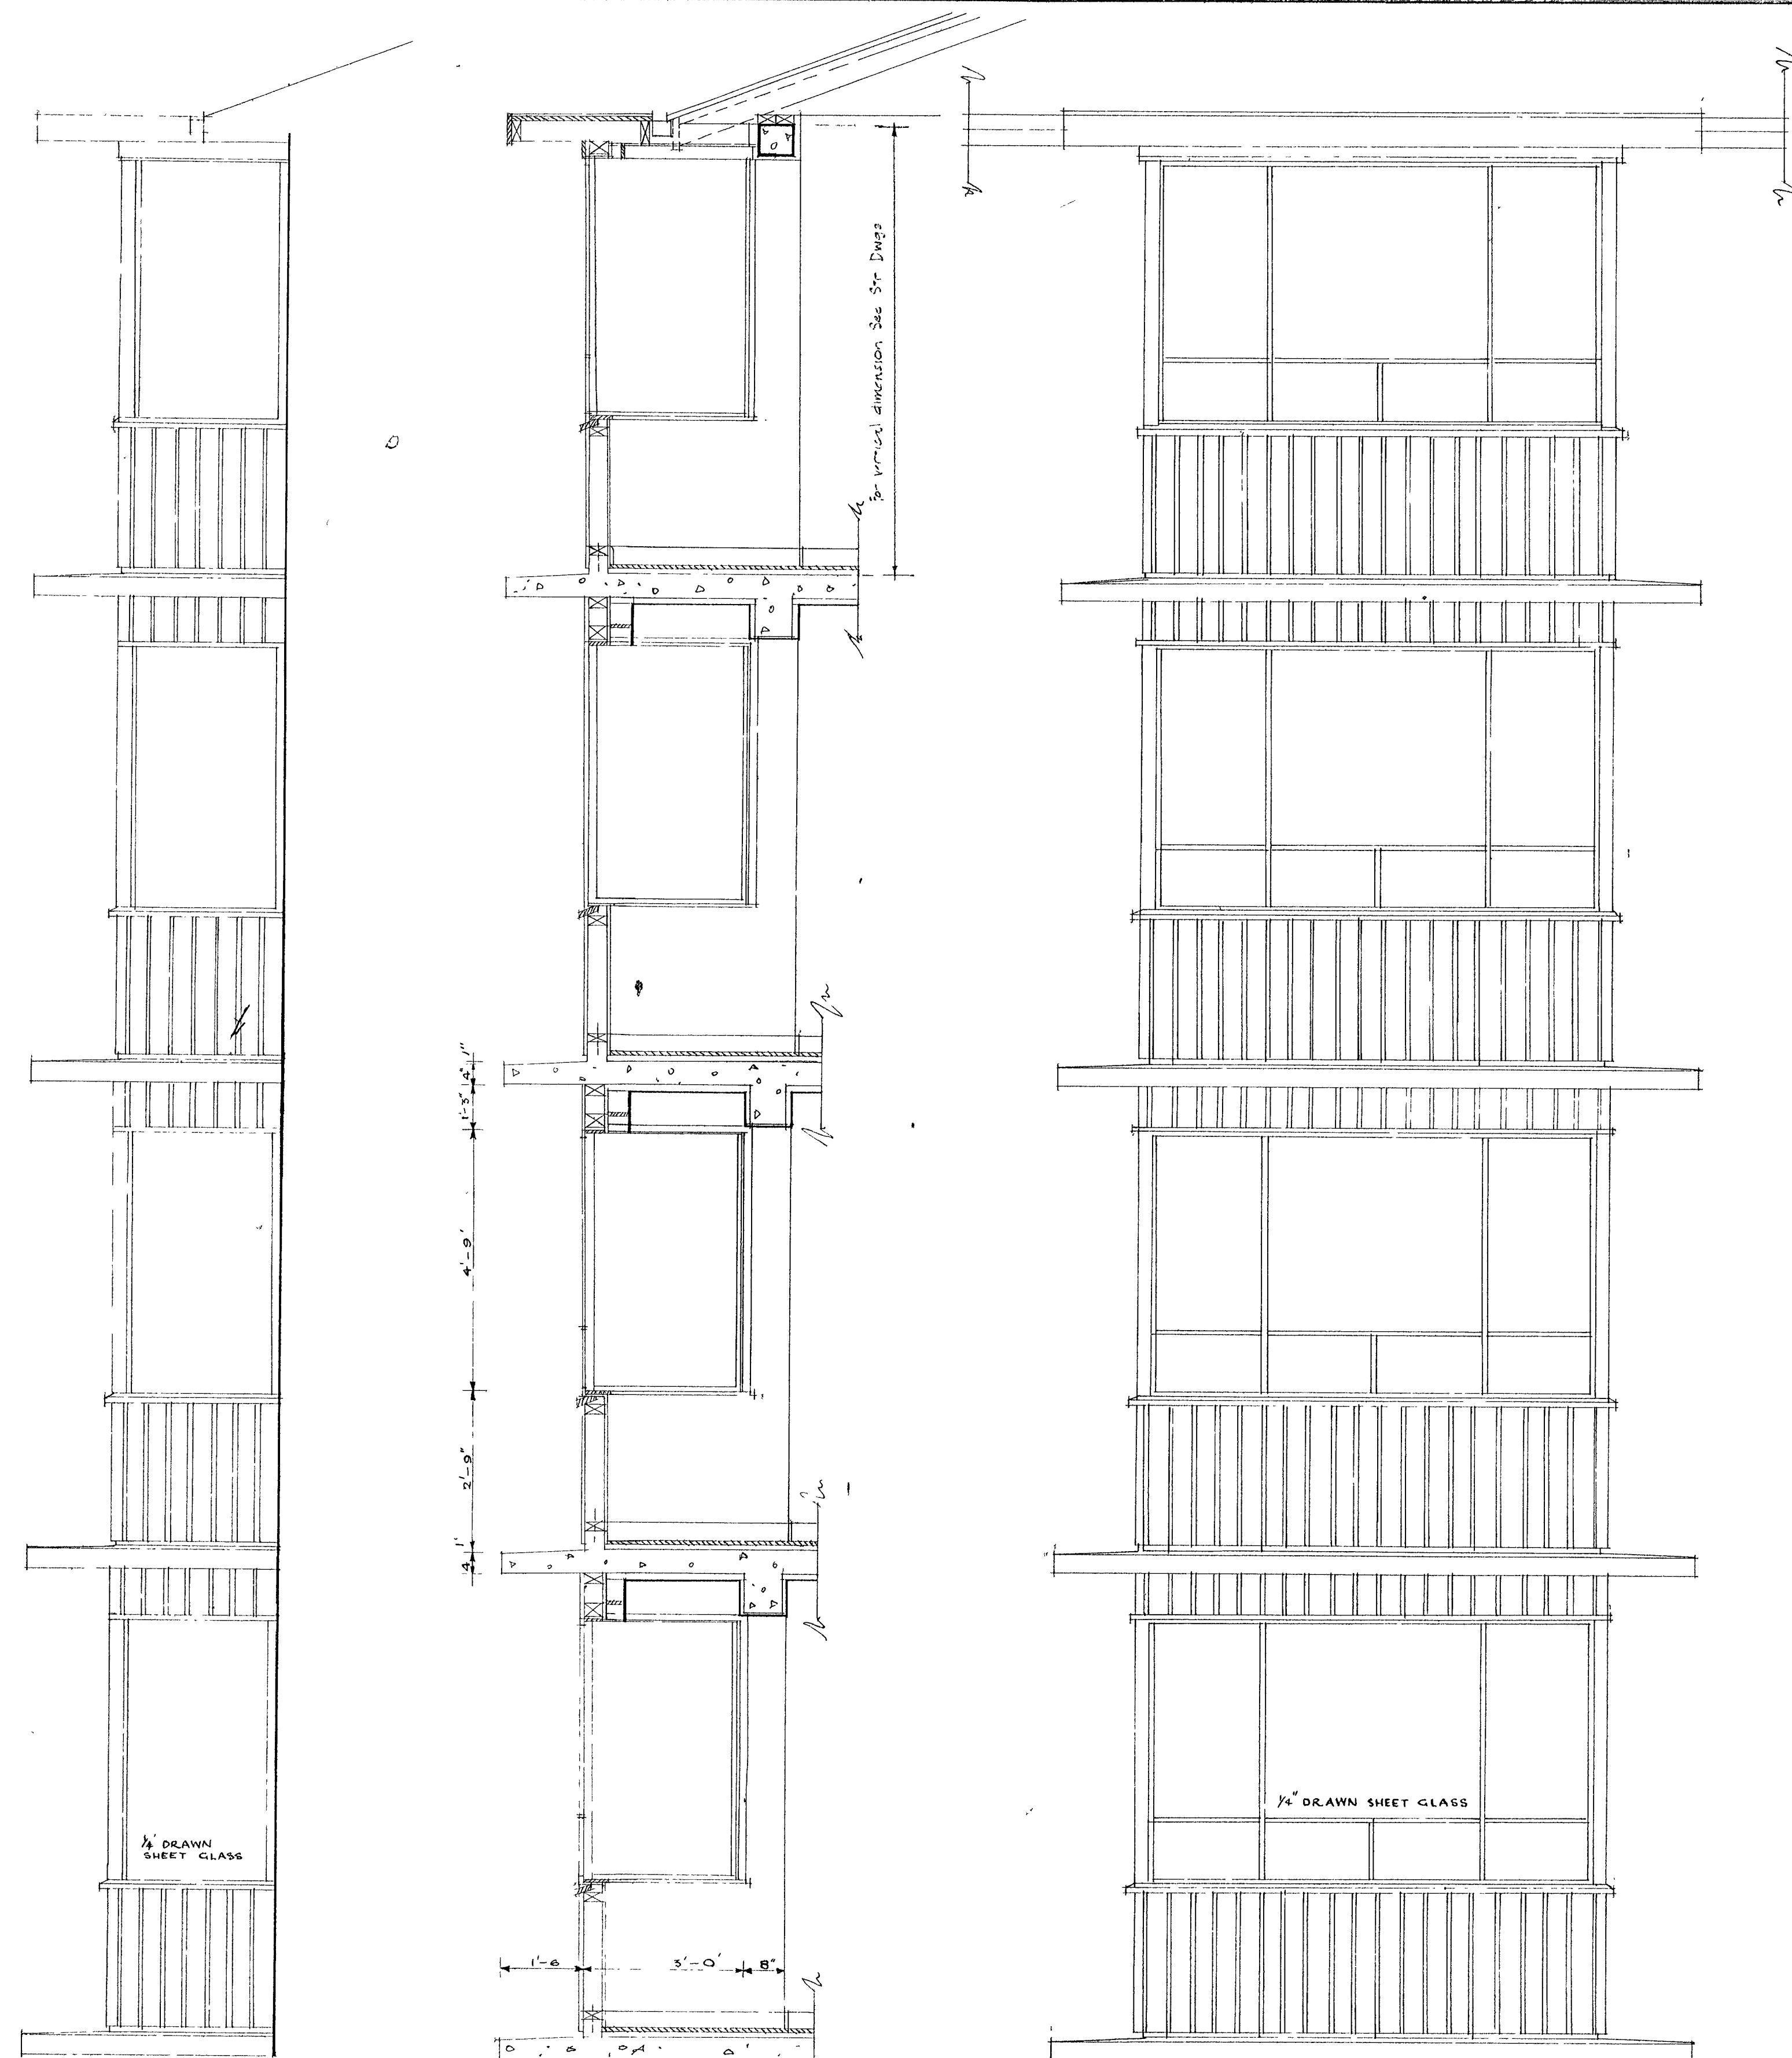 For vertical dimension See Str Dwgs
1"
4"
1'-3"
4'-9'
2'-9"
1'
4
1/4" DRAWN SHEET GLASS
1/4' DRAWN
SHEET GLASS
1'-6
3'-0'
8"